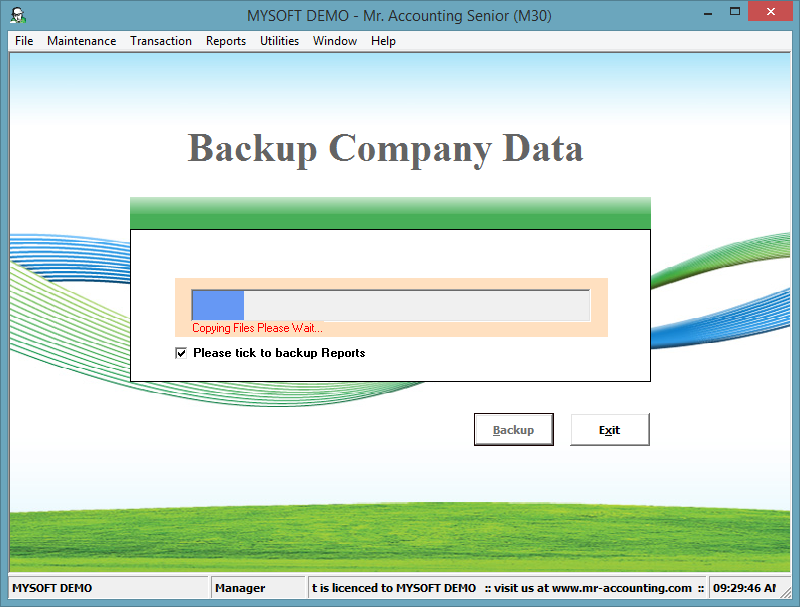 MYSOFT DEMO - Mr. Accounting Senior (M30)
File Maintenance Transaction Reports Utilities Window Help
Backup Company Data
Copying Files Please Wait...
Please tick to backup Reports
Backup Exit
MYSOFT DEMO Manager t is licenced to MYSOFT DEMO :: visit us at www.mr-accounting.com :: 09:29:46 AM